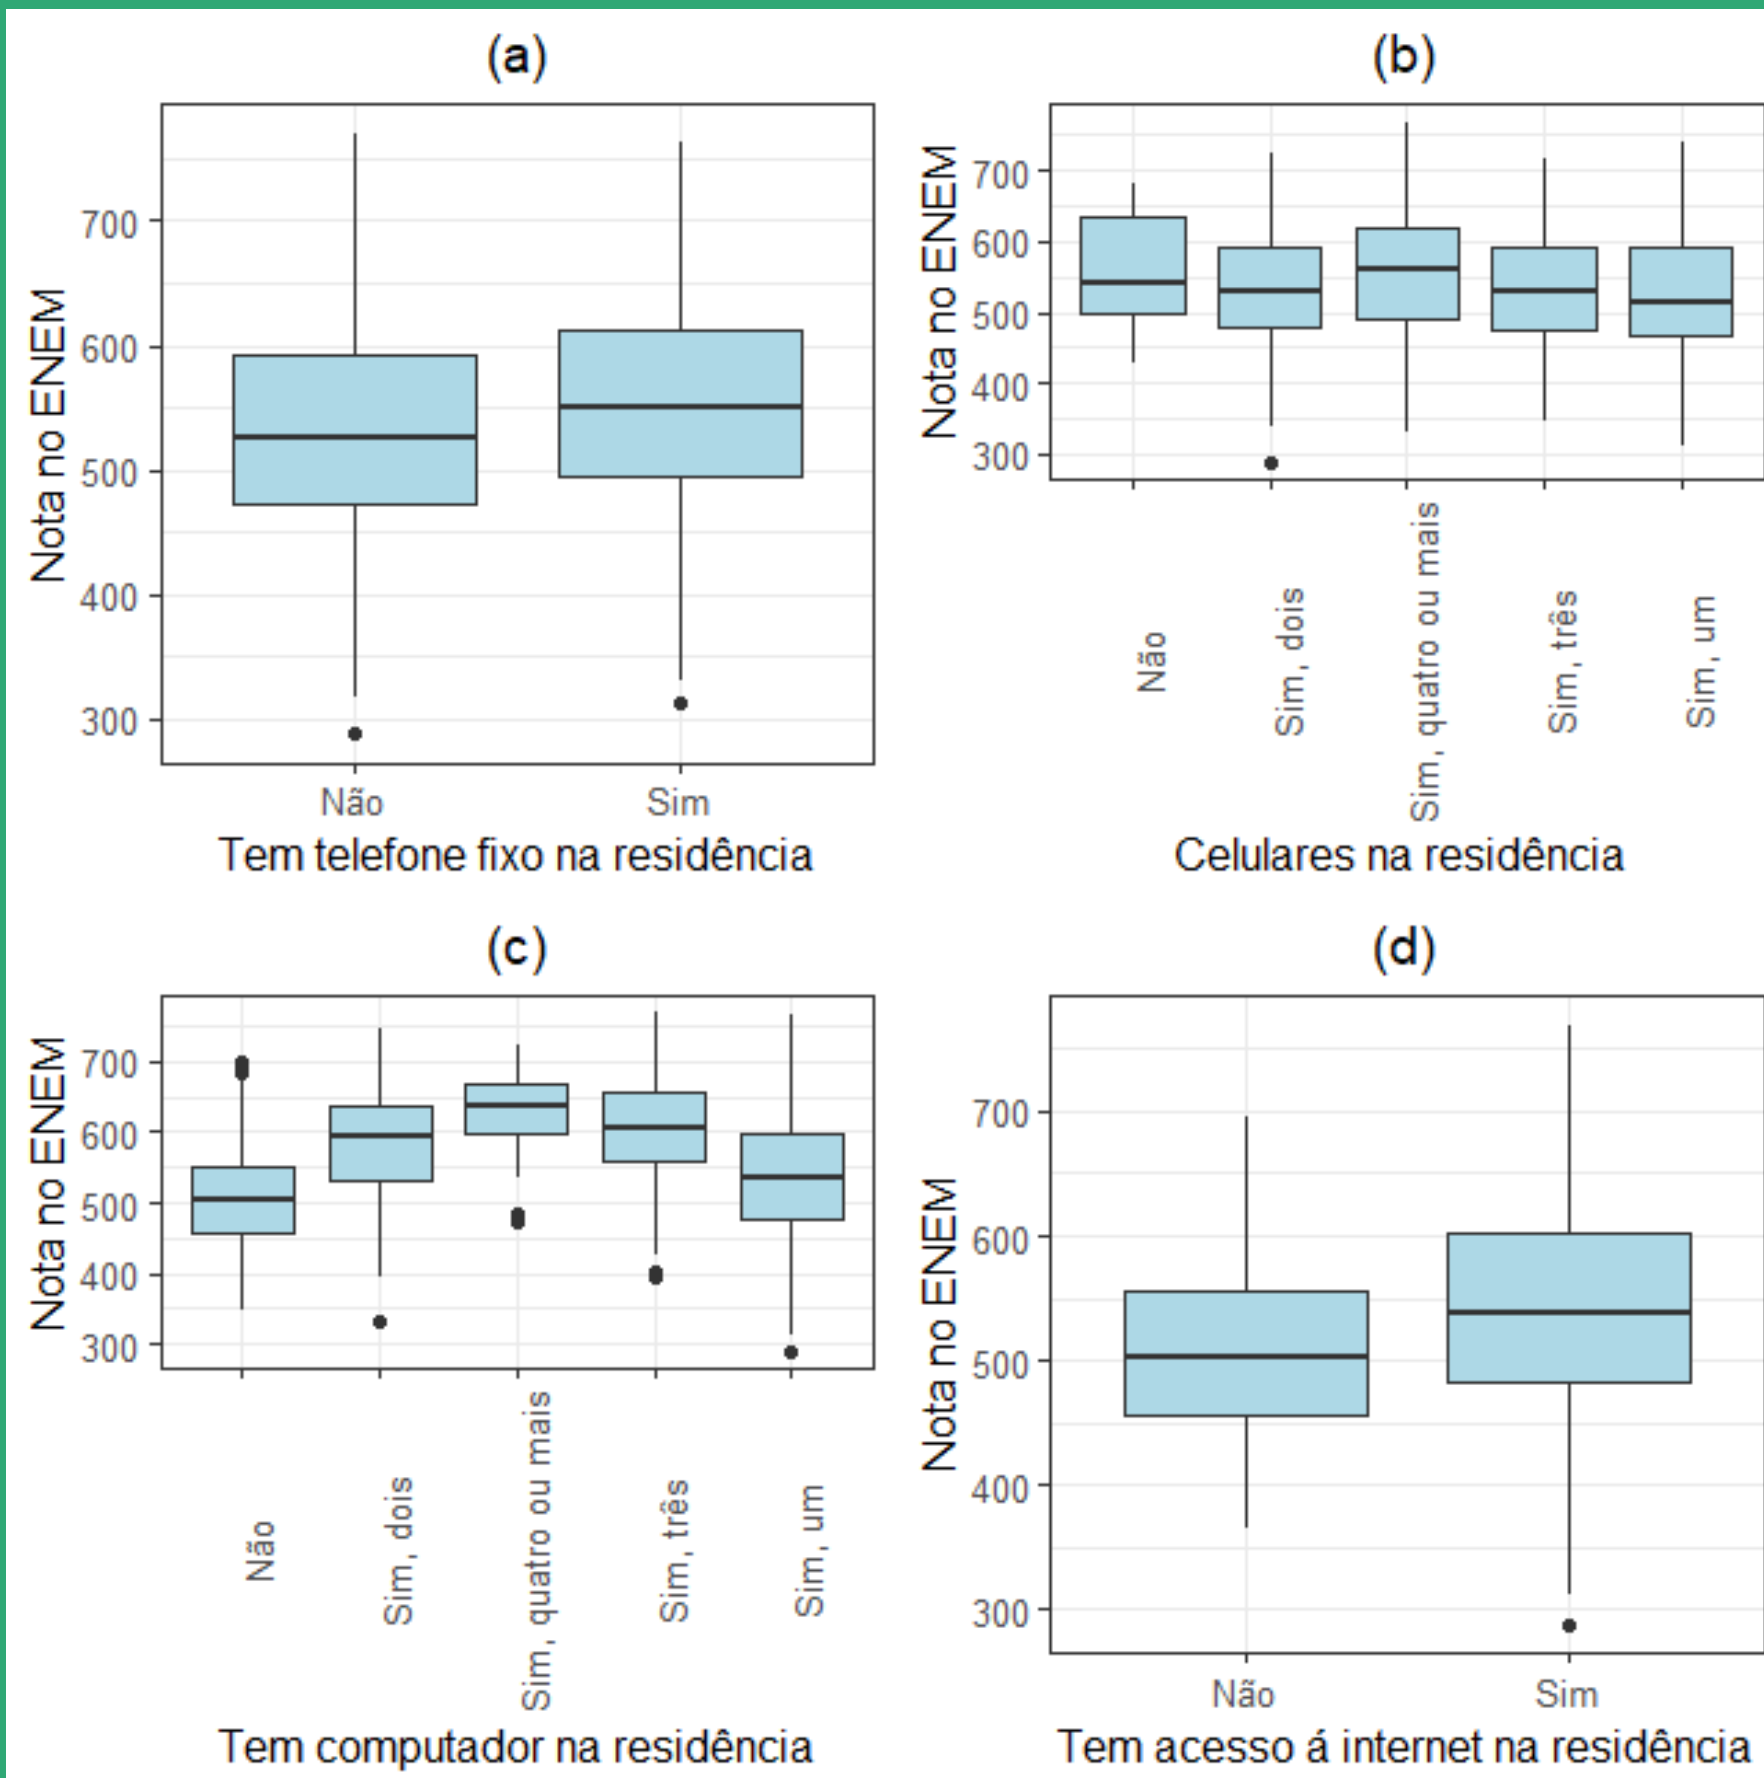 (a)
Nota no ENEM
700
600
500
400
300
Não
Sim
Tem telefone fixo na residência
(b)
Nota no ENEM
700
600
500
400
300
Não
Sim, dois
Sim, quatro ou mais
Sim, três
Sim, um
Celulares na residência
(c)
Nota no ENEM
700
600
500
400
300
Não
Sim, dois
Sim, quatro ou mais
Sim, três
Sim, um
Tem computador na residência
(d)
Nota no ENEM
700
600
500
400
300
Não
Sim
Tem acesso á internet na residência